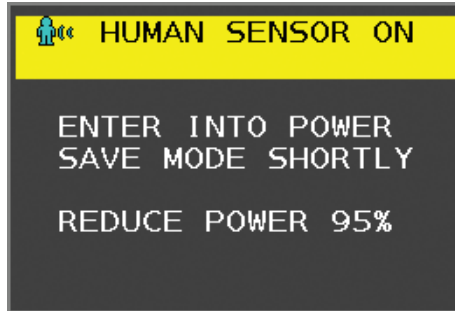 HUMAN SENSOR ON
ENTER INTO POWER
SAVE MODE SHORTLY
REDUCE POWER 95%